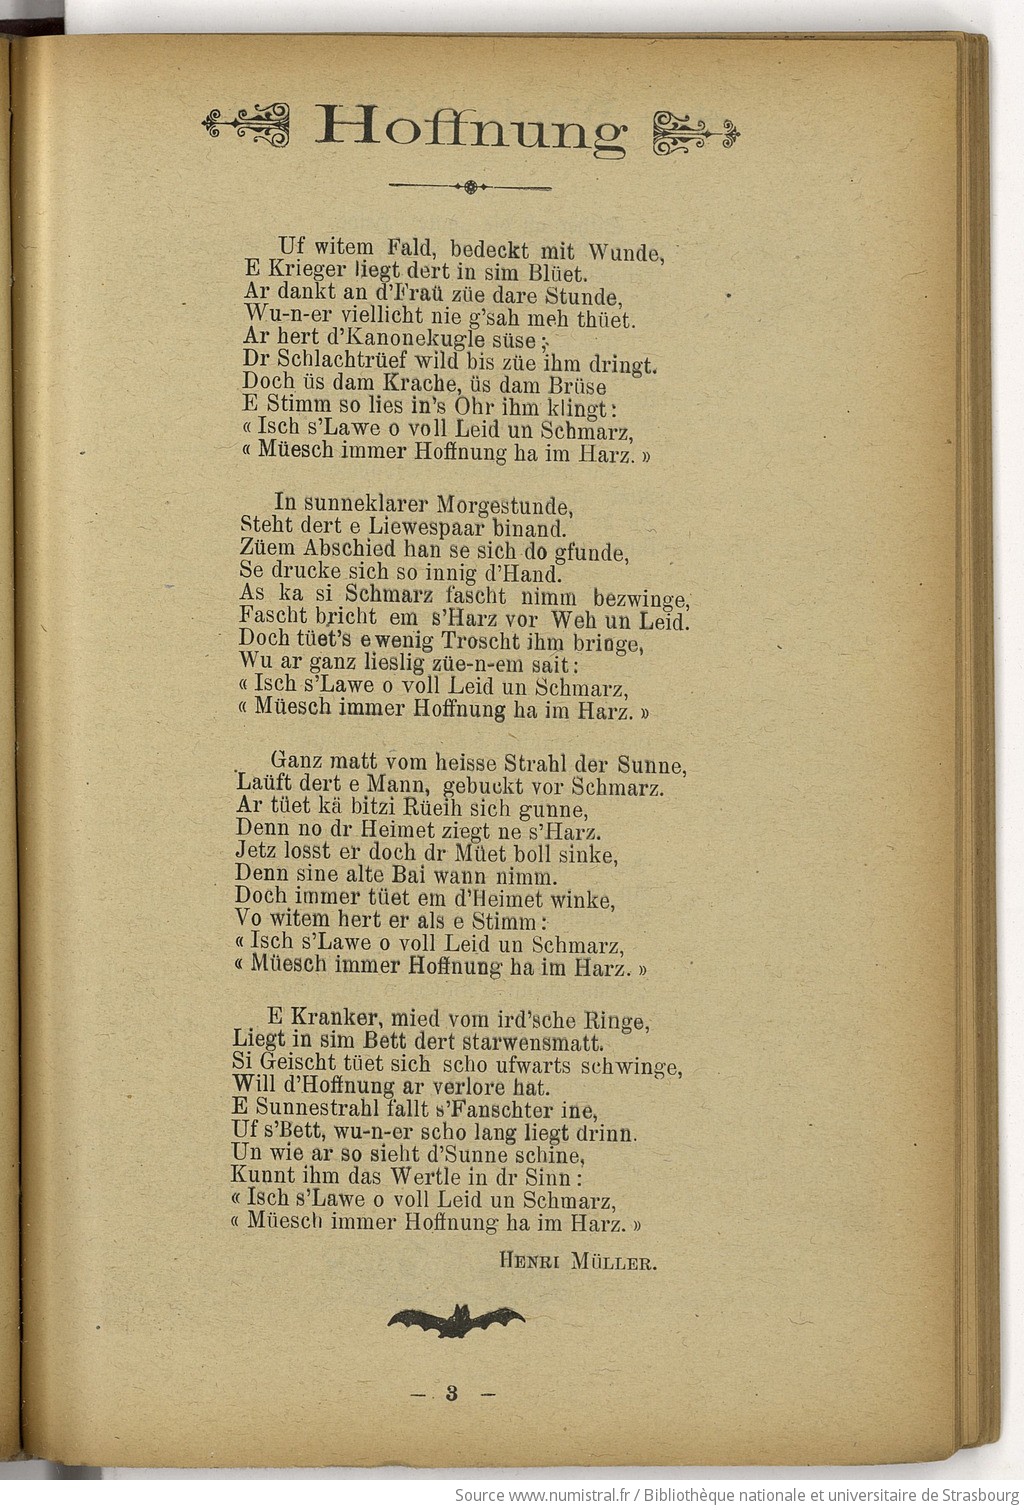 Hoffnung
Uf witem Fald, bedeckt mit Wunde,
E Krieger liegt dert in sim Blüet.
Ar dankt an d'Fraü züe dare Stunde,
Wu-n-er viellicht nie g'sah meh thüet.
Ar hert d'Kanonekugle süse;
Dr Schlachtrüef wild bis züe ihm dringt.
Doch üs dam Krache, üs dam Brüse
E Stimm so lies in's Ohr ihm klingt:
« Isch s'Lawe o voll Leid un Schmarz,
« Müesch immer Hoffnung ha im Harz. »
In sunneklarer Morgestunde,
Steht dert e Liewespaar binand.
Züem Abschied han se sich do gfunde,
Se drucke sich so innig d'Hand.
As ka si Schmarz fascht nimm bezwinge,
Fascht bricht em s'Harz vor Weh un Leid.
Doch tüet's e wenig Troscht ihm bringe,
Wu ar ganz lieslig züe-n-em sait:
« Isch s'Lawe o voll Leid un Schmarz,
« Müesch immer Hoffnung ha im Harz. »
Ganz matt vom heisse Strahl der Sunne,
Laüft dert e Mann, gebuckt vor Schmarz.
Ar tüet kä bitzi Rüeih sich gunne,
Denn no dr Heimet ziegt ne s'Harz.
Jetz losst er doch dr Müet boll sinke,
Denn sine alte Bai wann nimm.
Doch immer tüet em d'Heimet winke,
Vo witem hert er als e Stimm:
« Isch s'Lawe o voll Leid un Schmarz,
« Müesch immer Hoffnung ha im Harz. »
E Kranker, mied vom ird'sche Ringe,
Liegt in sim Bett dert starwensmatt.
Si Geischt tüet sich scho ufwarts schwinge,
Will d'Hoffnung ar verlore hat.
E Sunnestrahl fallt s'Fanschter ine,
Uf s'Bett, wu-n-er scho lang liegt drinn.
Un wie ar so sieht d'Sunne schine,
Kunnt ihm das Wertle in dr Sinn:
« Isch s'Lawe o voll Leid un Schmarz,
« Müesch immer Hoffnung ha im Harz. »
HENRI MÜLLER.
— 3 —
Source www.numistral.fr / Bibliothèque nationale et universitaire de Strasbourg